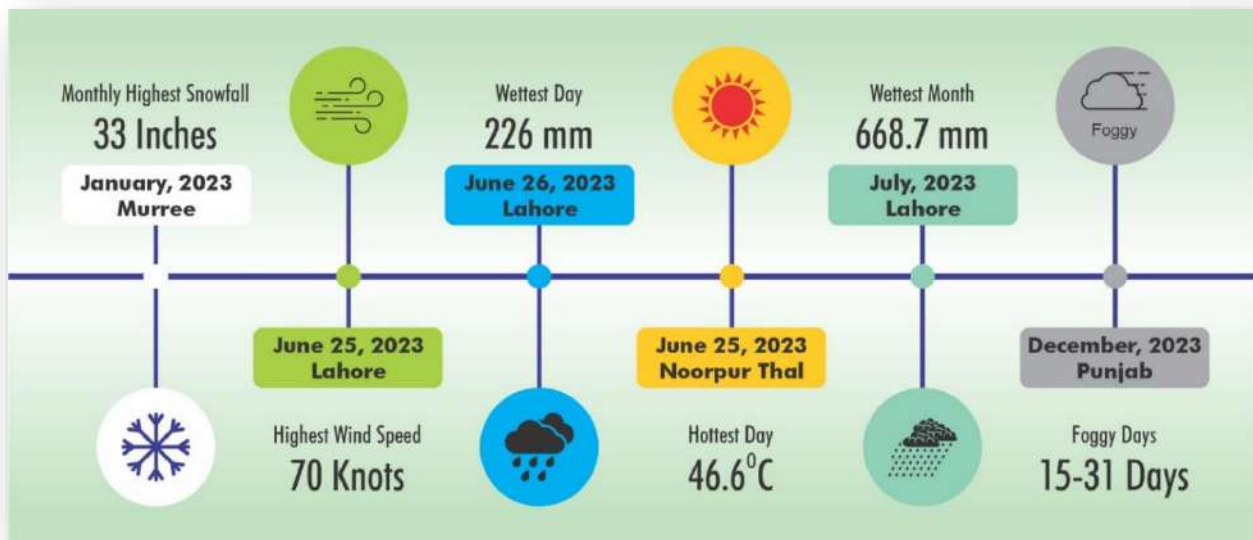 Monthly Highest Snowfall
33 Inches
January, 2023
Murree
June 25, 2023
Lahore
Highest Wind Speed
70 Knots
Wettest Day
226 mm
June 26, 2023
Lahore
June 25, 2023
Noorpur Thal
Hottest Day
46.6⁰C
Wettest Month
668.7 mm
July, 2023
Lahore
Foggy
December, 2023
Punjab
Foggy Days
15-31 Days